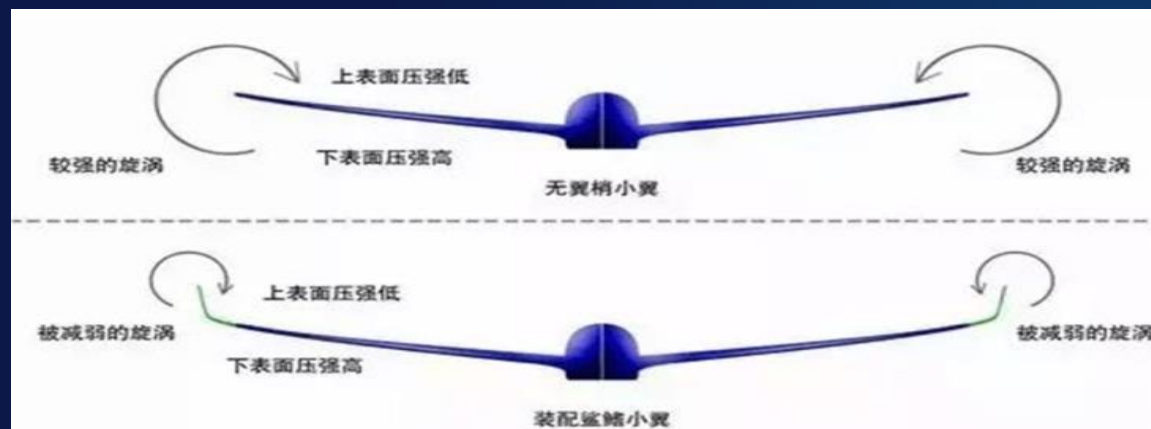 上表面压强低
下表面压强高
较强的旋涡
较强的旋涡
无翼梢小翼
上表面压强低
被减弱的旋涡
被减弱的旋涡
下表面压强高
装配鲨鳍小翼